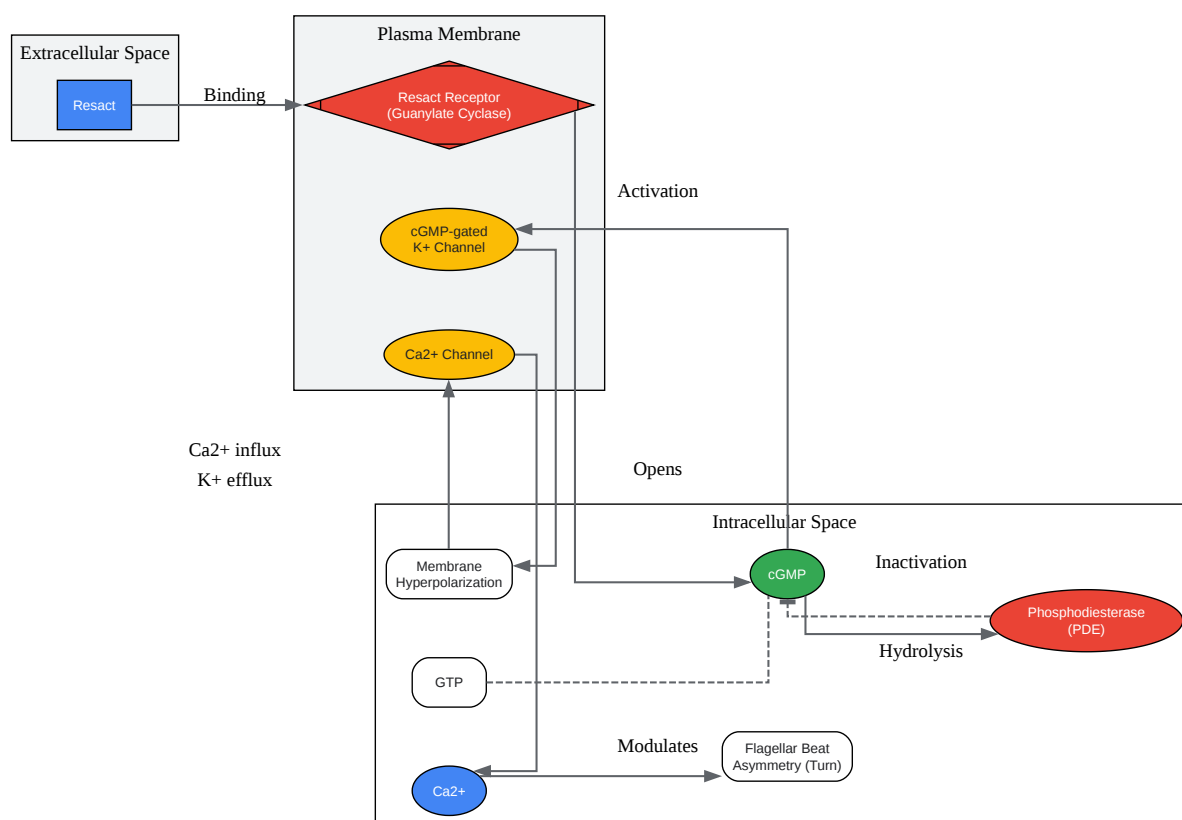 Plasma Membrane
Extracellular Space
Resact
Binding
Resact Receptor
(Guanylate Cyclase)
Activation
cGMP-gated
K+ Channel
Ca2+ Channel
Ca2+ influx
K+ efflux
Opens
Intracellular Space
Membrane
Hyperpolarization
cGMP
Inactivation
Phosphodiesterase
(PDE)
Hydrolysis
GTP
Modulates
Flagellar Beat
Asymmetry (Turn)
Ca2+